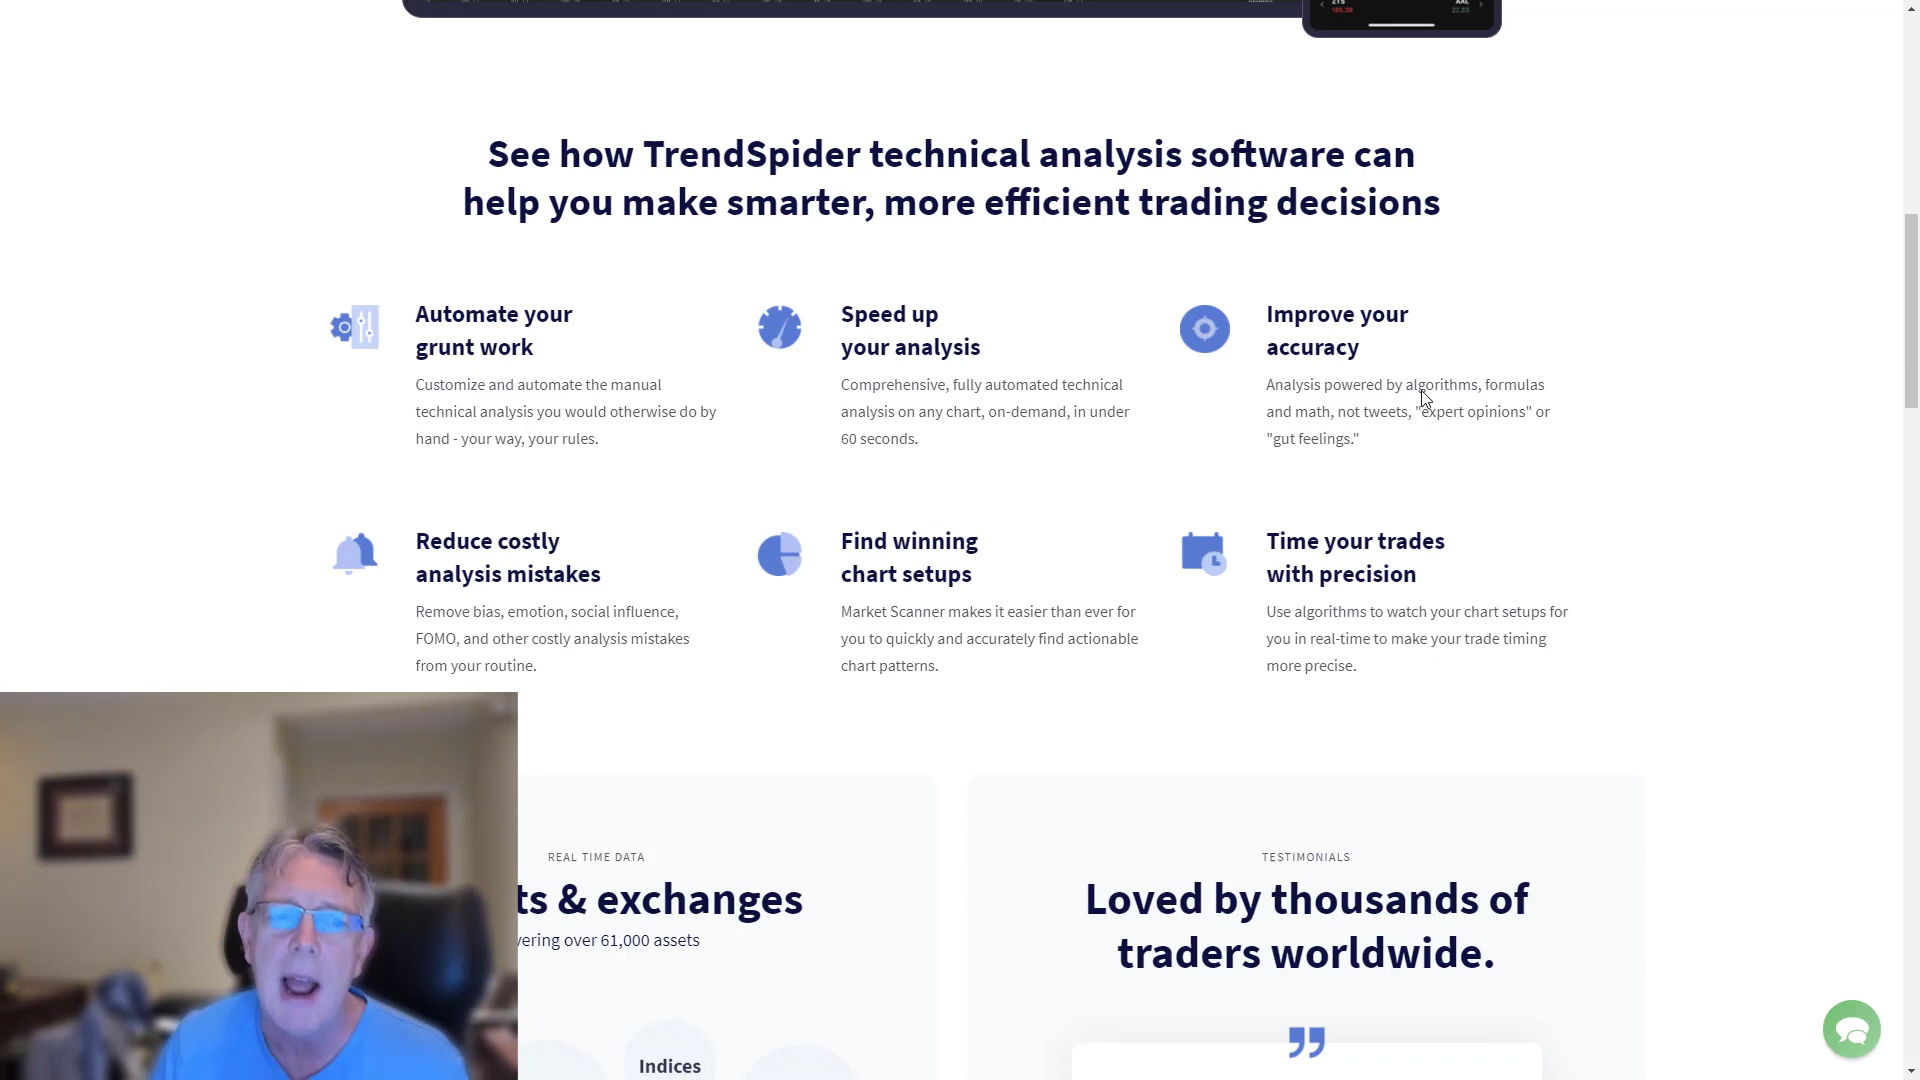 ZTS
AAL
185.30
22.33
See how TrendSpider technical analysis software can
help you make smarter, more efficient trading decisions
Automate your
grunt work
Customize and automate the manual
technical analysis you would otherwise do by
hand - your way, your rules.
Speed up
your analysis
Comprehensive, fully automated technical
analysis on any chart, on-demand, in under
60 seconds.
Improve your
accuracy
Analysis powered by algorithms, formulas
and math, not tweets, "expert opinions" or
"gut feelings."
Reduce costly
analysis mistakes
Remove bias, emotion, social influence,
FOMO, and other costly analysis mistakes
from your routine.
Find winning
chart setups
Market Scanner makes it easier than ever for
you to quickly and accurately find actionable
chart patterns.
Time your trades
with precision
Use algorithms to watch your chart setups for
you in real-time to make your trade timing
more precise.
REAL TIME DATA
ts & exchanges
vering over 61,000 assets
Indices
TESTIMONIALS
Loved by thousands of
traders worldwide.